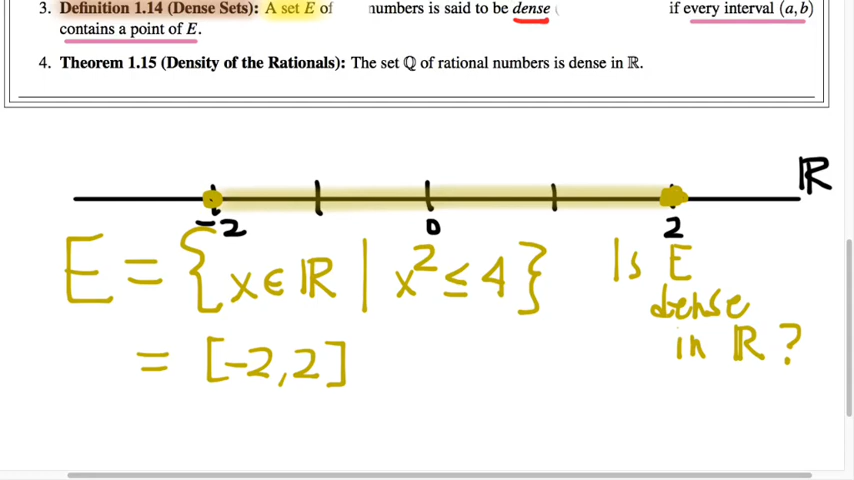 3. Definition 1.14 (Dense Sets): A set E of numbers is said to be dense if every interval (a, b)
contains a point of E.
4. Theorem 1.15 (Density of the Rationals): The set ℚ of rational numbers is dense in ℝ.
ℝ
-2 0 2
E = {x ∈ ℝ | x² ≤ 4}
= [-2, 2]
Is E
dense
in ℝ?